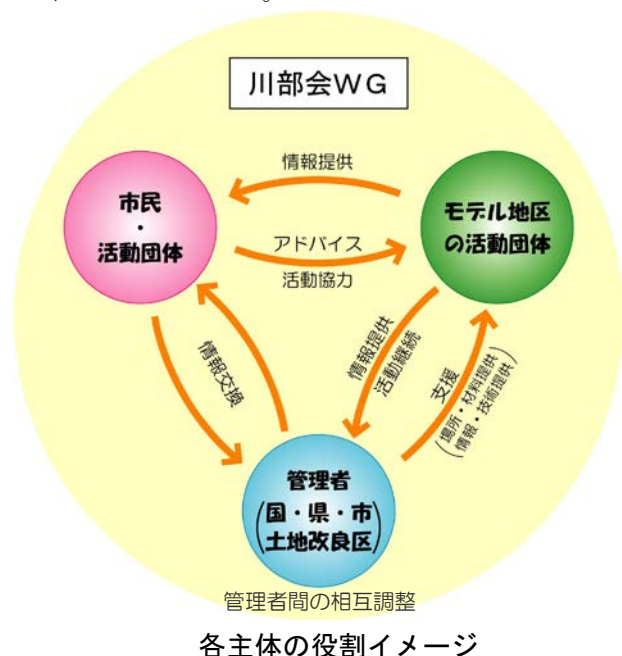 川部会WG
情報提供
市民
・
活動団体
モデル地区
の活動団体
アドバイス
活動協力
情報交換
情報提供
活動継続
支援
(場所・材料提供)
(情報・技術提供)
管理者
(国・県・市
土地改良区)
管理者間の相互調整
各主体の役割イメージ